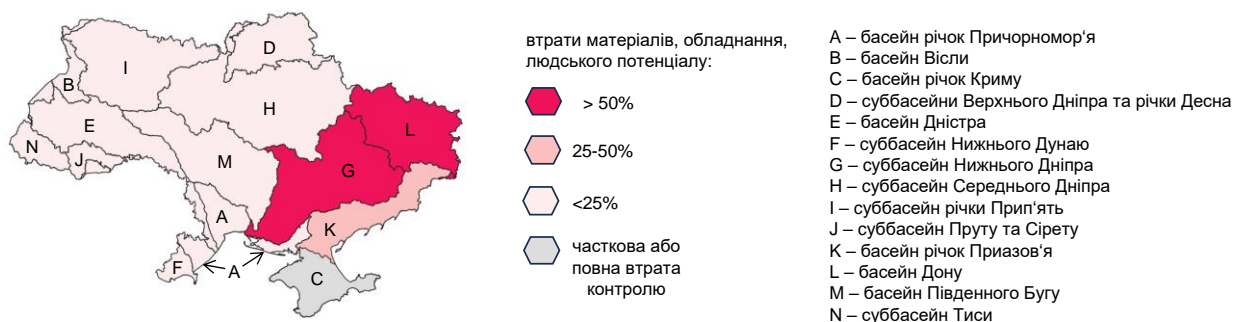 D
I
B
H
L
E
N
J
M
G
A
K
F
A
C
втрати матеріалів, обладнання,
людського потенціалу:
> 50%
25-50%
<25%
часткова або
повна втрата
контролю
A – басейн річок Причорномор‘я
B – басейн Вісли
C – басейн річок Криму
D – суббасейни Верхнього Дніпра та річки Десна
E – басейн Дністра
F – суббасейн Нижнього Дунаю
G – суббасейн Нижнього Дніпра
H – суббасейн Середнього Дніпра
I – суббасейн річки Прип‘ять
J – суббасейн Пруту та Сірету
K – басейн річок Приазов‘я
L – басейн Дону
M – басейн Південного Бугу
N – суббасейн Тиси